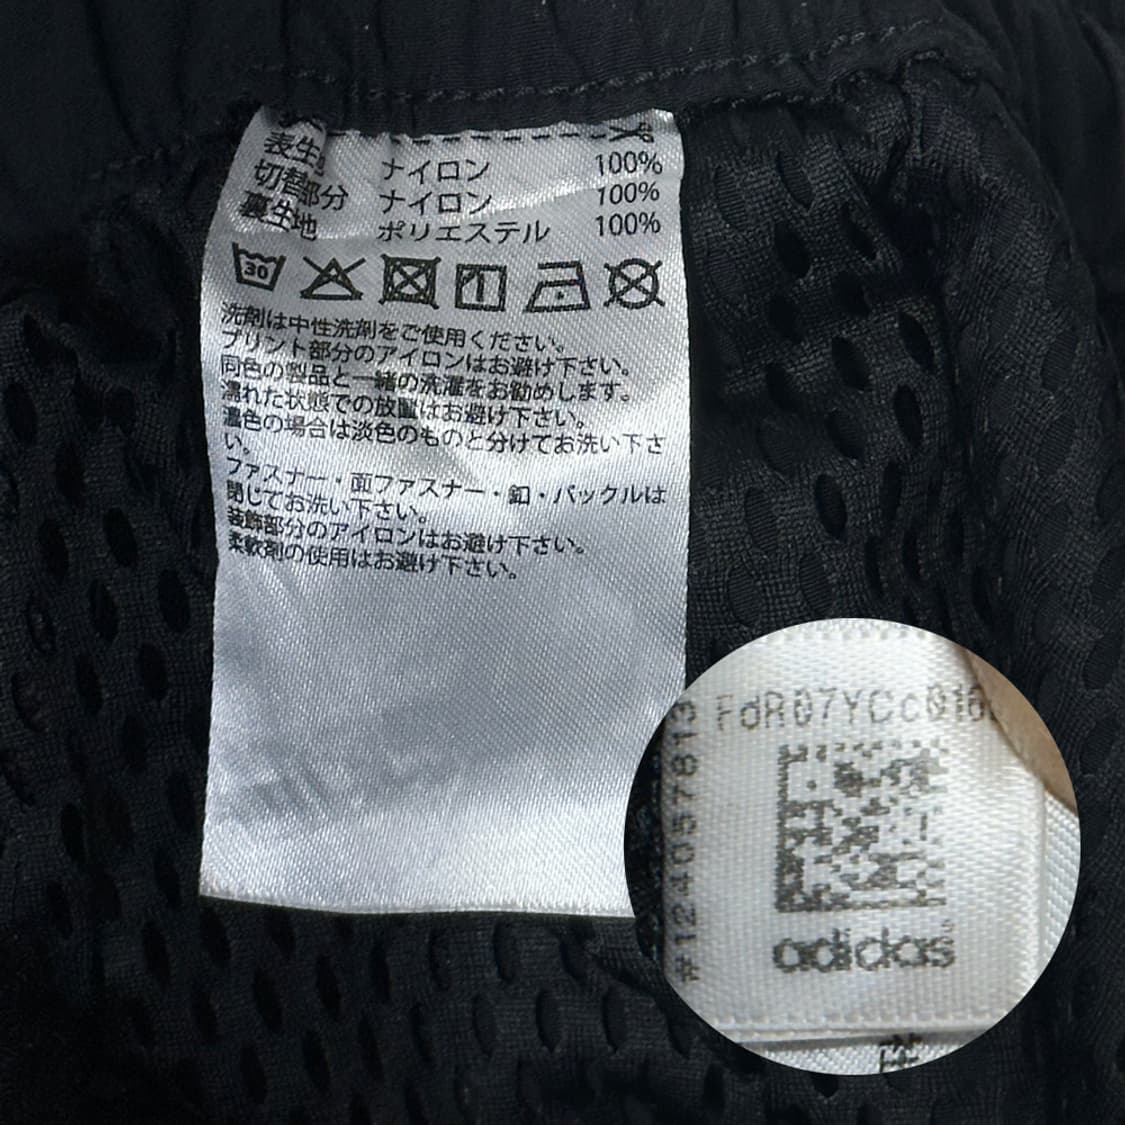 表生地 ナイロン 100%
切替部分 ナイロン 100%
裏生地 ポリエステル 100%
30
洗剤は中性洗剤をご使用ください。
プリント部分のアイロンはお避け下さい。
同色の製品と一緒の洗濯をお勧めします。
濡れた状態での放置はお避け下さい。
濃色の場合は淡色のものと分けてお洗い下さ
い。
ファスナー・面ファスナー・釦・バックルは
閉じてお洗い下さい。
装飾部分のアイロンはお避け下さい。
柔軟剤の使用はお避け下さい。
#124057813
adidas